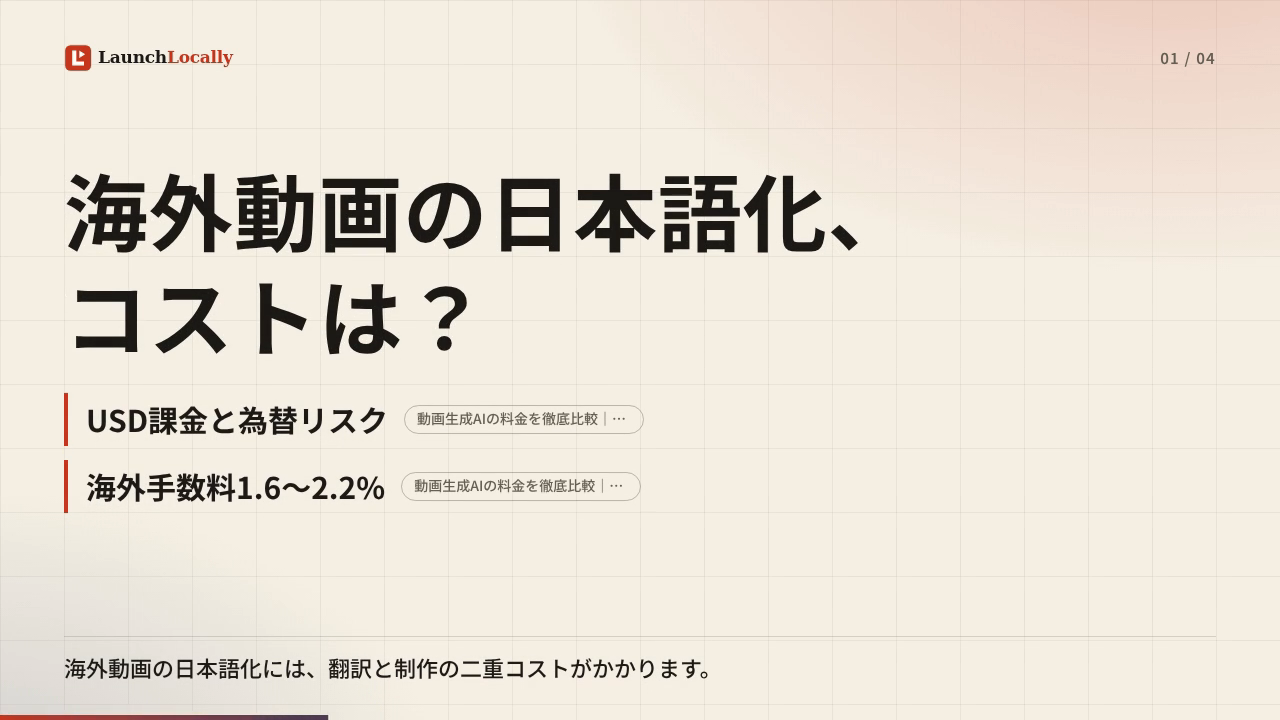 LaunchLocally
01 / 04
海外動画の日本語化、
コストは？
USD課金と為替リスク 動画生成AIの料金を徹底比較｜…
海外手数料1.6〜2.2% 動画生成AIの料金を徹底比較｜…
海外動画の日本語化には、翻訳と制作の二重コストがかかります。